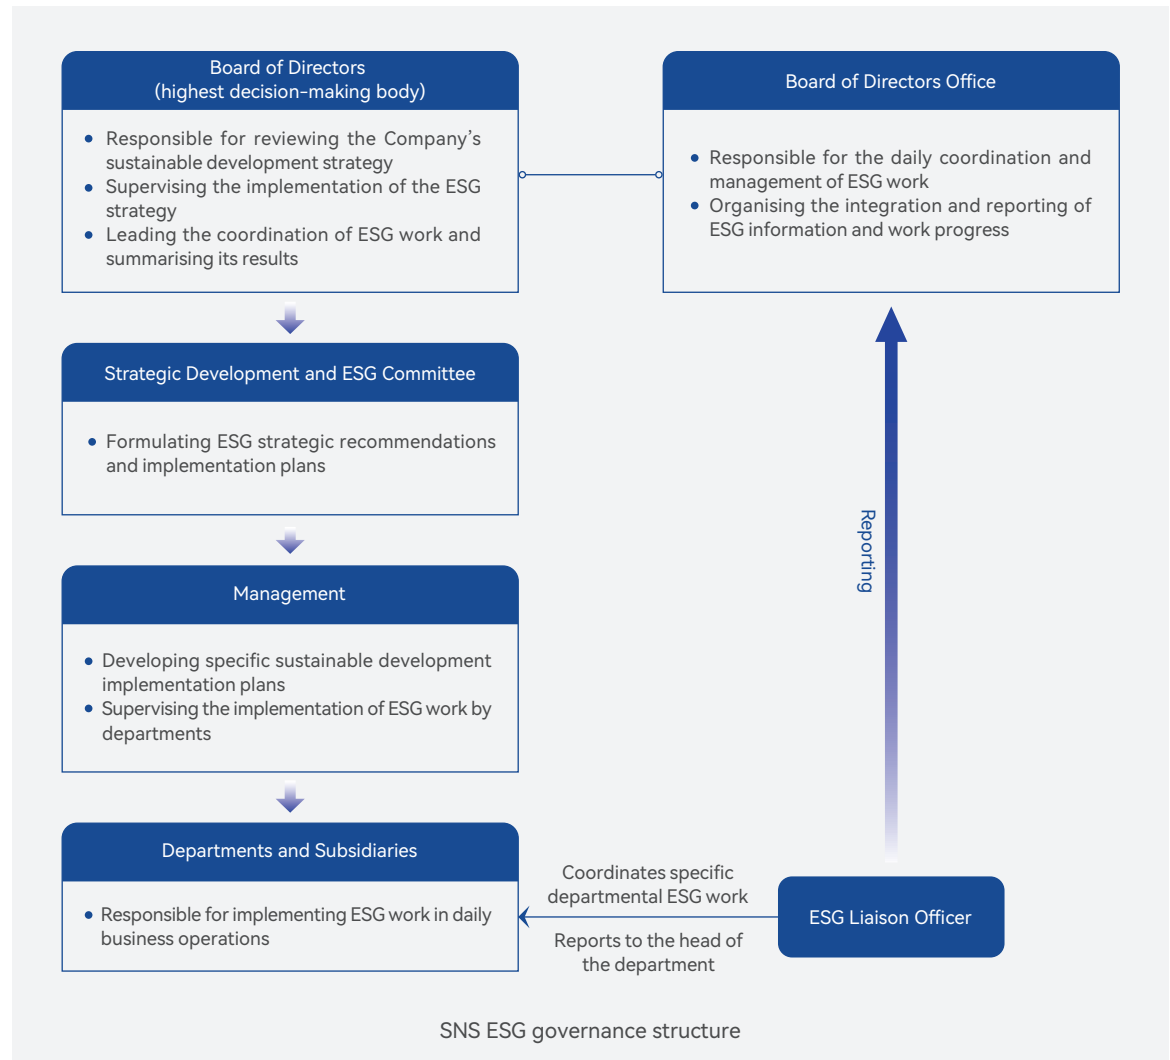 Board of Directors
(highest decision-making body)
Responsible for reviewing the Company's
sustainable development strategy
Supervising the implementation of the ESG
strategy
Leading the coordination of ESG work and
summarising its results
Board of Directors Office
Responsible for the daily coordination and
management of ESG work
Organising the integration and reporting of
ESG information and work progress
Strategic Development and ESG Committee
Formulating ESG strategic recommendations
and implementation plans
Reporting
Management
Developing specific sustainable development
implementation plans
Supervising the implementation of ESG work by
departments
Departments and Subsidiaries
Responsible for implementing ESG work in daily
business operations
Coordinates specific
departmental ESG work
Reports to the head of
the department
ESG Liaison Officer
SNS ESG governance structure